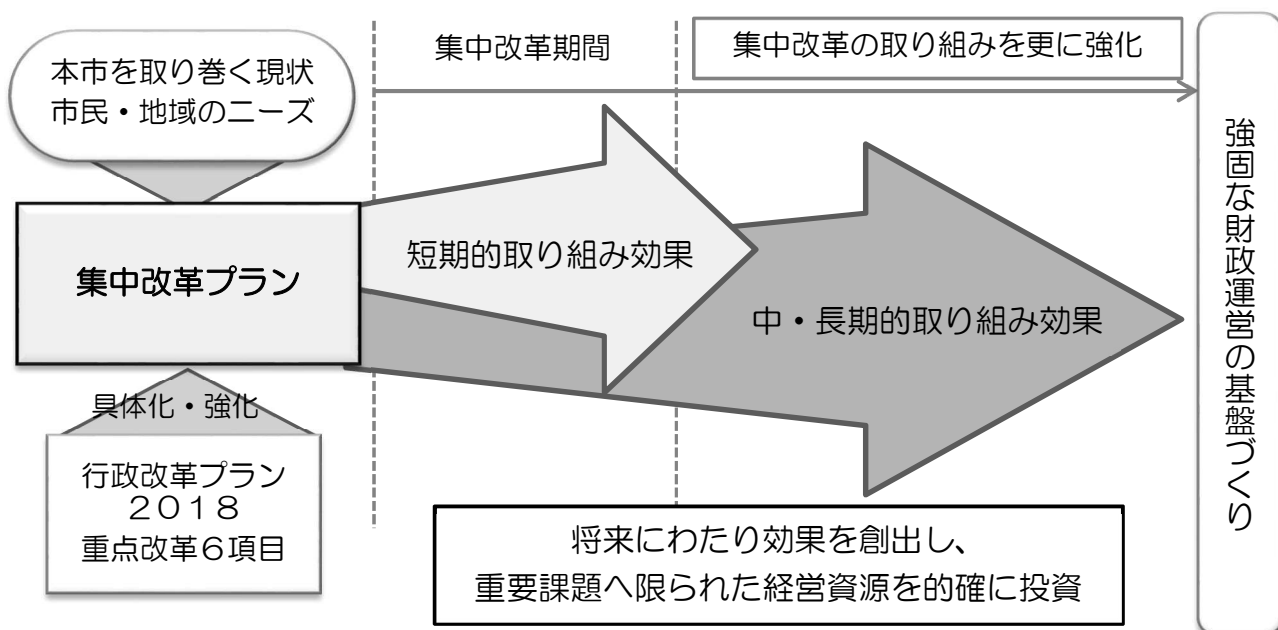 本市を取り巻く現状
市民・地域のニーズ
集中改革期間
集中改革の取り組みを更に強化
集中改革プラン
短期的取り組み効果
中・長期的取り組み効果
具体化・強化
行政改革プラン
２０１８
重点改革６項目
将来にわたり効果を創出し、
重要課題へ限られた経営資源を的確に投資
強固な財政運営の基盤づくり